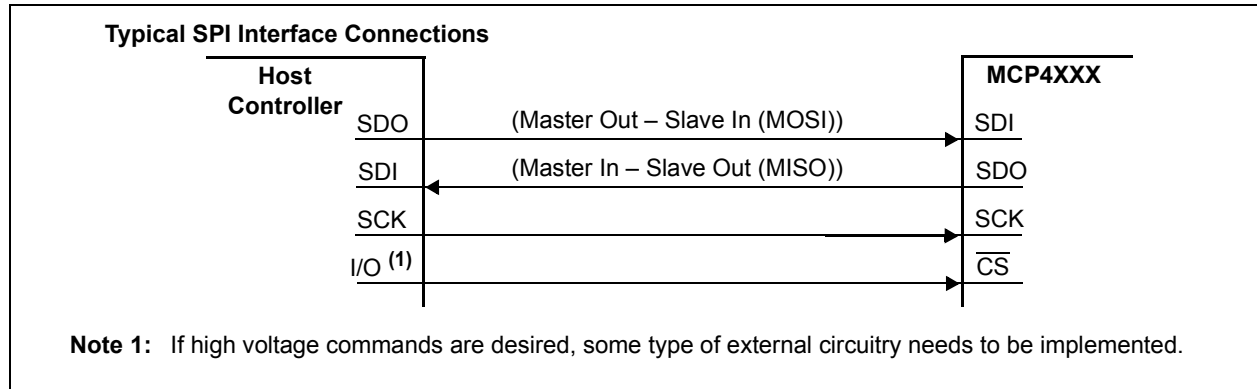 Typical SPI Interface Connections
Host
Controller
MCP4XXX
SDO
(Master Out – Slave In (MOSI))
SDI
SDI
(Master In – Slave Out (MISO))
SDO
SCK
SCK
I/O (1)
CS
Note 1: If high voltage commands are desired, some type of external circuitry needs to be implemented.